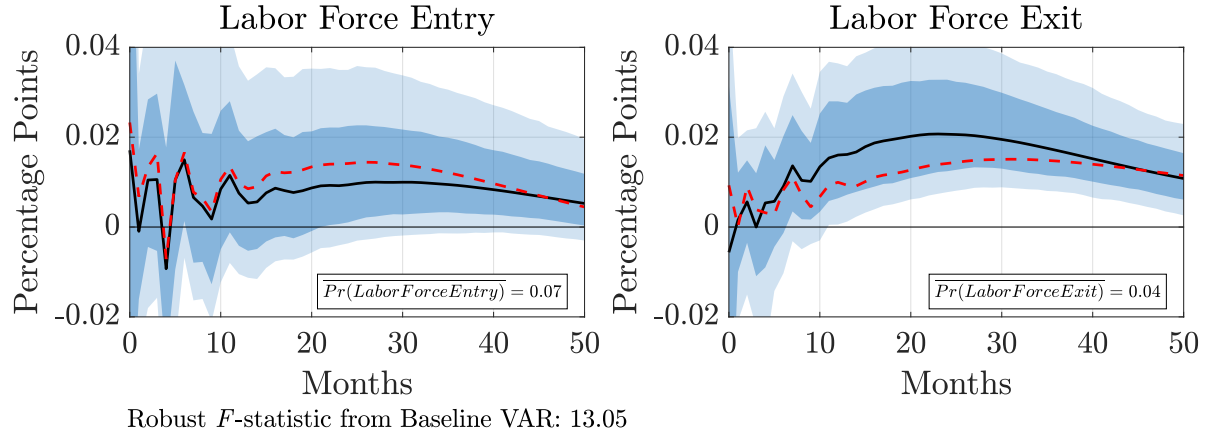 Labor Force Entry
Percentage Points
0.04
0.02
0
-0.02
0 10 20 30 40 50
Months
Pr(LaborForceEntry) = 0.07
Labor Force Exit
Percentage Points
0.04
0.02
0
-0.02
0 10 20 30 40 50
Months
Pr(LaborForceExit) = 0.04
Robust F-statistic from Baseline VAR: 13.05